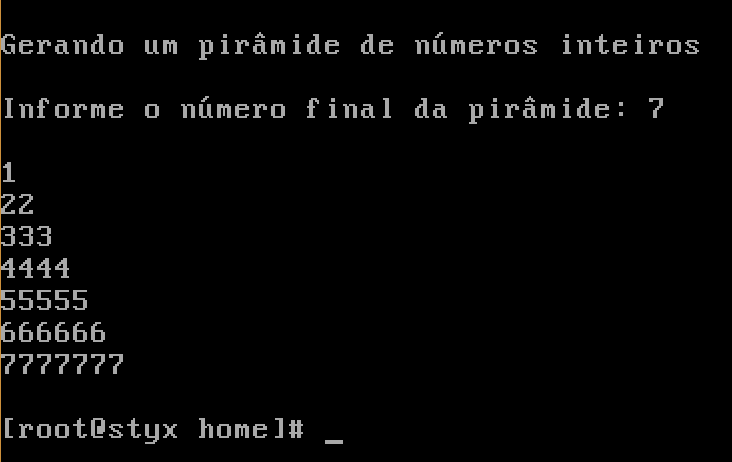 Gerando um pirâmide de números inteiros
Informe o número final da pirâmide: 7
1
22
333
4444
55555
666666
7777777
[root@styx home]# _